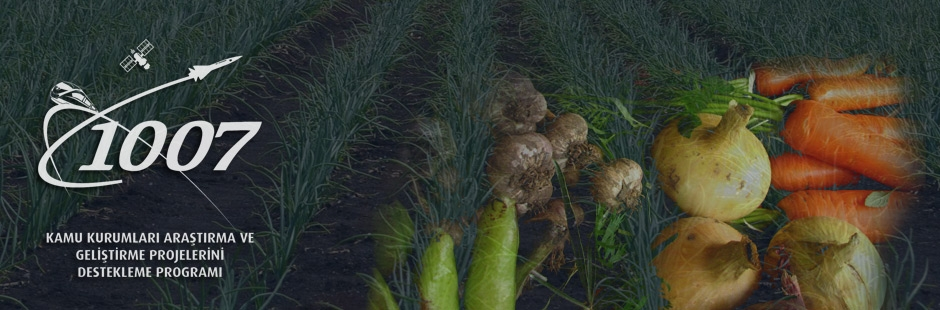 1007
KAMU KURUMLARI ARAŞTIRMA VE
GELİŞTİRME PROJELERİNİ
DESTEKLEME PROGRAMI